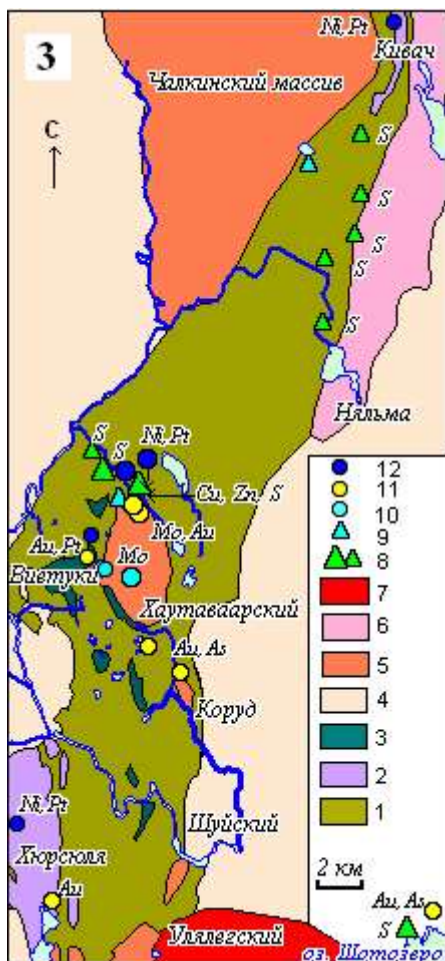 Ni, Pt
Кивач
3
Чалкинский массив
С
S
S
S
S
S
Няльма
S
S
Ni, Pt
Cu, Zn, S
Mo, Au
Au, Pt
Mo
Виетуки
Хаутаваарский
Au, As
Коруд
Шуйский
Ni, Pt
Хюрсюля
Au
Улялегский
12
11
10
9
8
7
6
5
4
3
2
1
2 км
Au, As
S
оз. Шотозеро